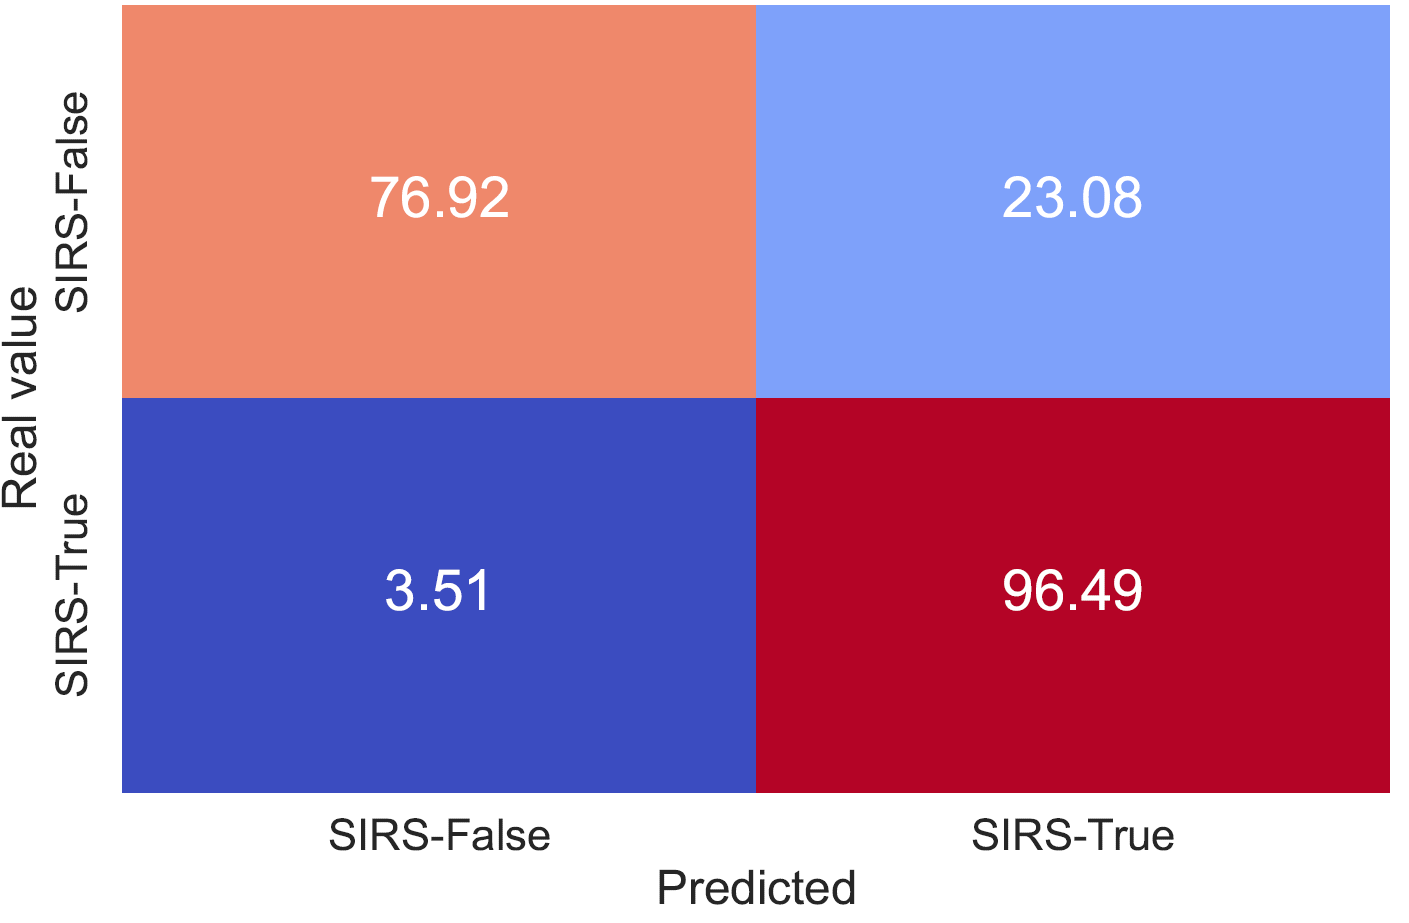 Real value
SIRS-False
76.92
23.08
SIRS-True
3.51
96.49
SIRS-False
SIRS-True
Predicted